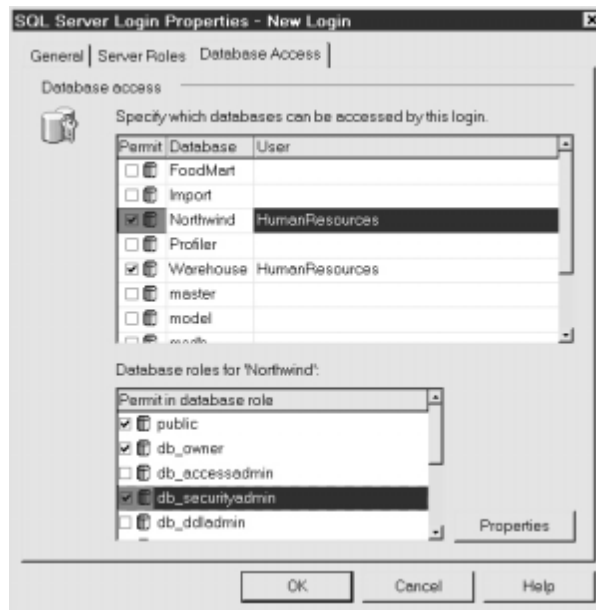 SQL Server Login Properties - New Login
General Server Roles Database Access
Database access
Specify which databases can be accessed by this login.
Permit Database User
FoodMart
Import
Northwind HumanResources
Profiler
Warehouse HumanResources
master
model
Database roles for 'Northwind':
Permit in database role
public
db_owner
db_accessadmin
db_securityadmin
db_ddladmin
Properties
OK Cancel Help